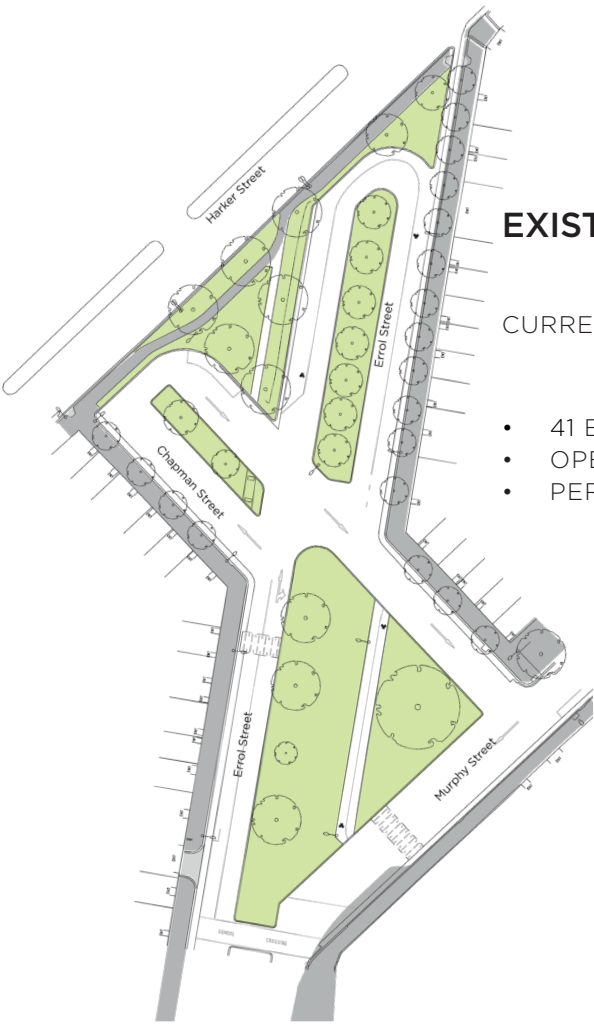 Harker Street
EXIST
CURRE
Errol Street
• 41 E
• OPE
• PER
Chapman Street
Errol Street
Murphy Street